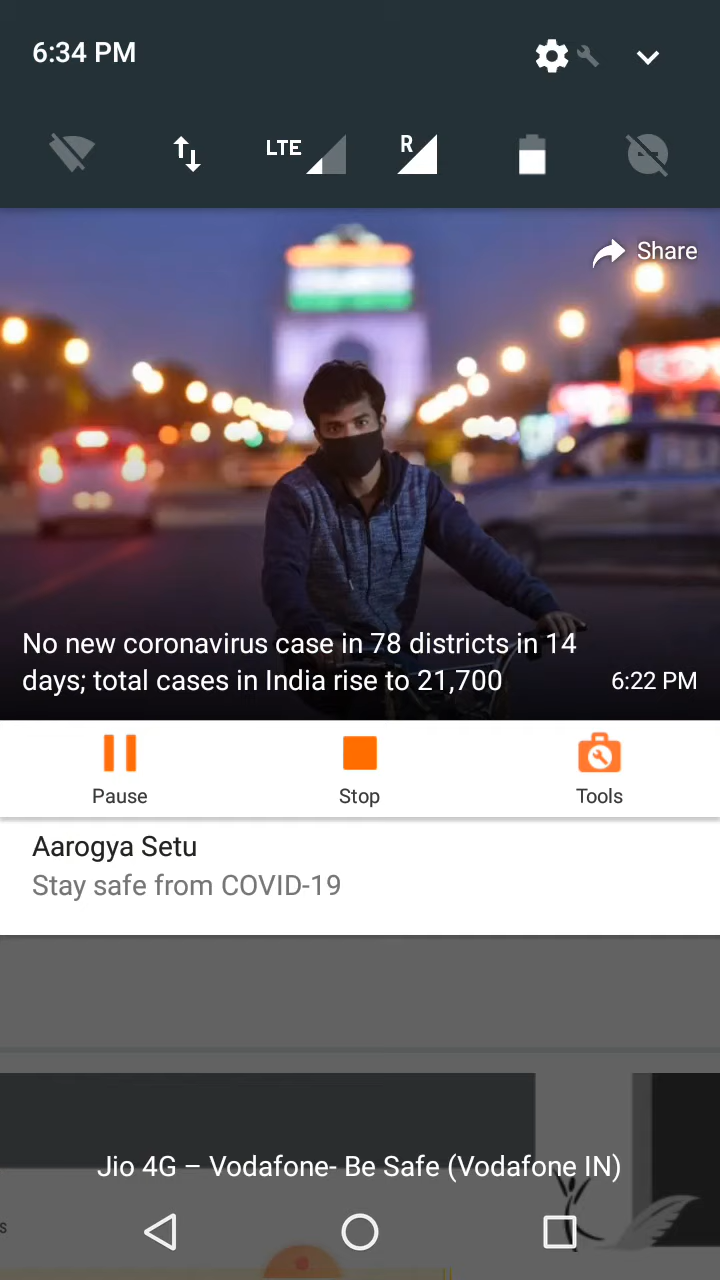 6:34 PM
LTE
R
Share
No new coronavirus case in 78 districts in 14
days; total cases in India rise to 21,700
6:22 PM
Pause
Stop
Tools
Aarogya Setu
Stay safe from COVID-19
Jio 4G – Vodafone- Be Safe (Vodafone IN)
s